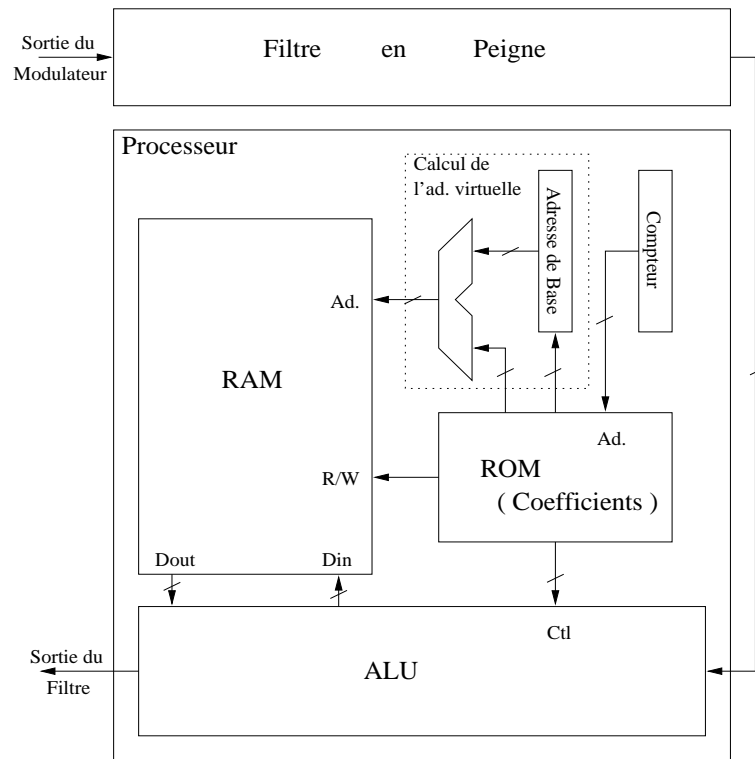 Sortie du
Modulateur
Filtre en Peigne
Processeur
Calcul de
l'ad. virtuelle
Adresse de Base
Compteur
Ad.
RAM
Ad.
ROM
( Coefficients )
R/W
Dout
Din
Ctl
Sortie du
Filtre
ALU